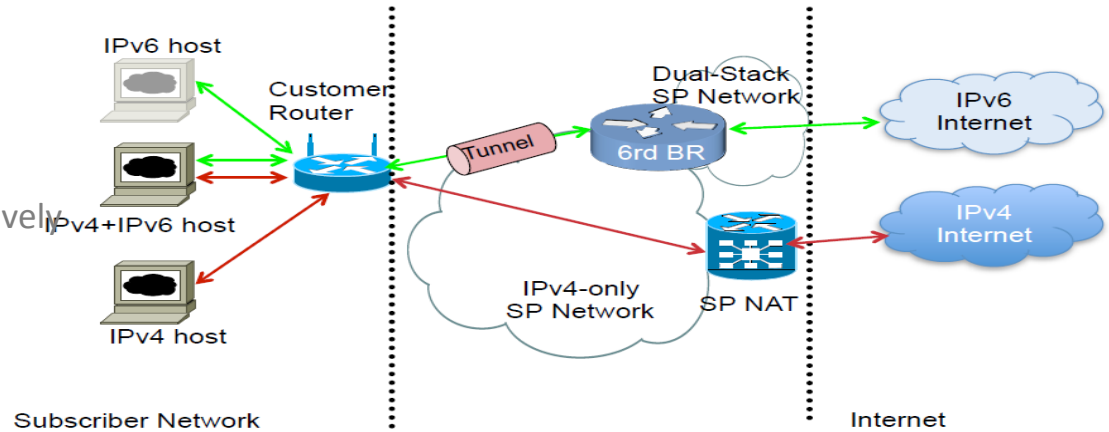 IPv6 host
Customer
Router
Dual-Stack
SP Network
IPv6
Internet
Tunnel
6rd BR
vely
IPv4+IPv6 host
IPv4
Internet
IPv4-only
SP Network
SP NAT
IPv4 host
Subscriber Network
Internet